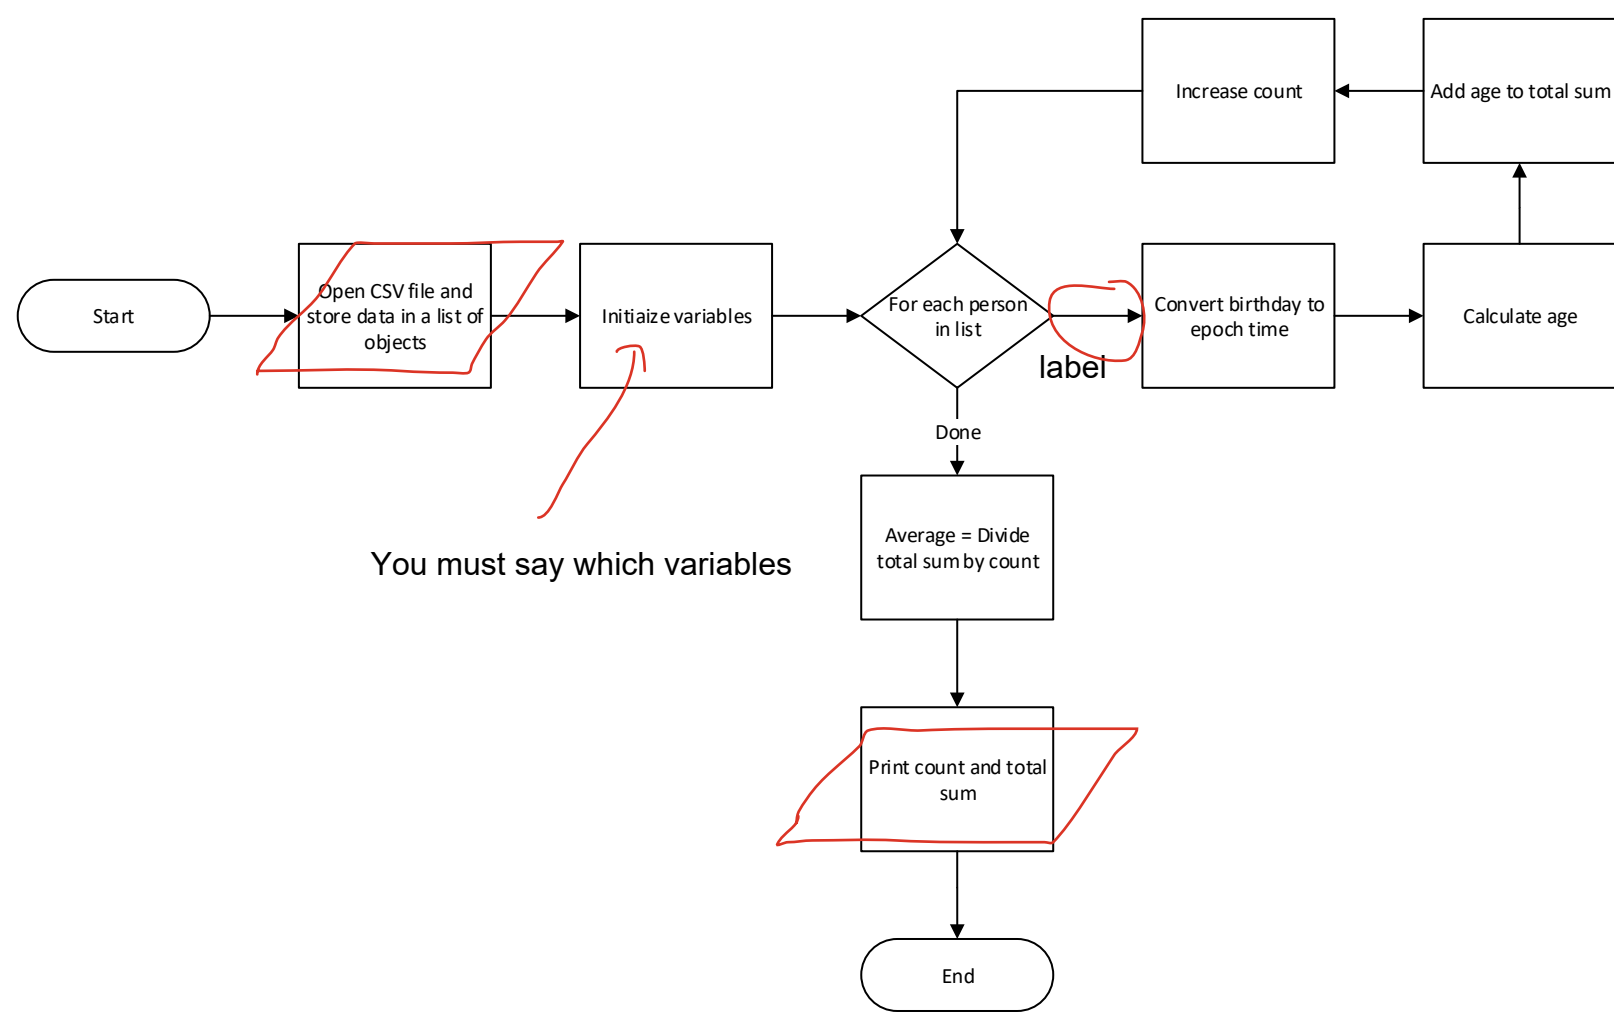 Increase count
Add age to total sum
Start
Open CSV file and
store data in a list of
objects
Initiaize variables
For each person
in list
Convert birthday to
epoch time
Calculate age
label
Done
Average = Divide
total sum by count
You must say which variables
Print count and total
sum
End